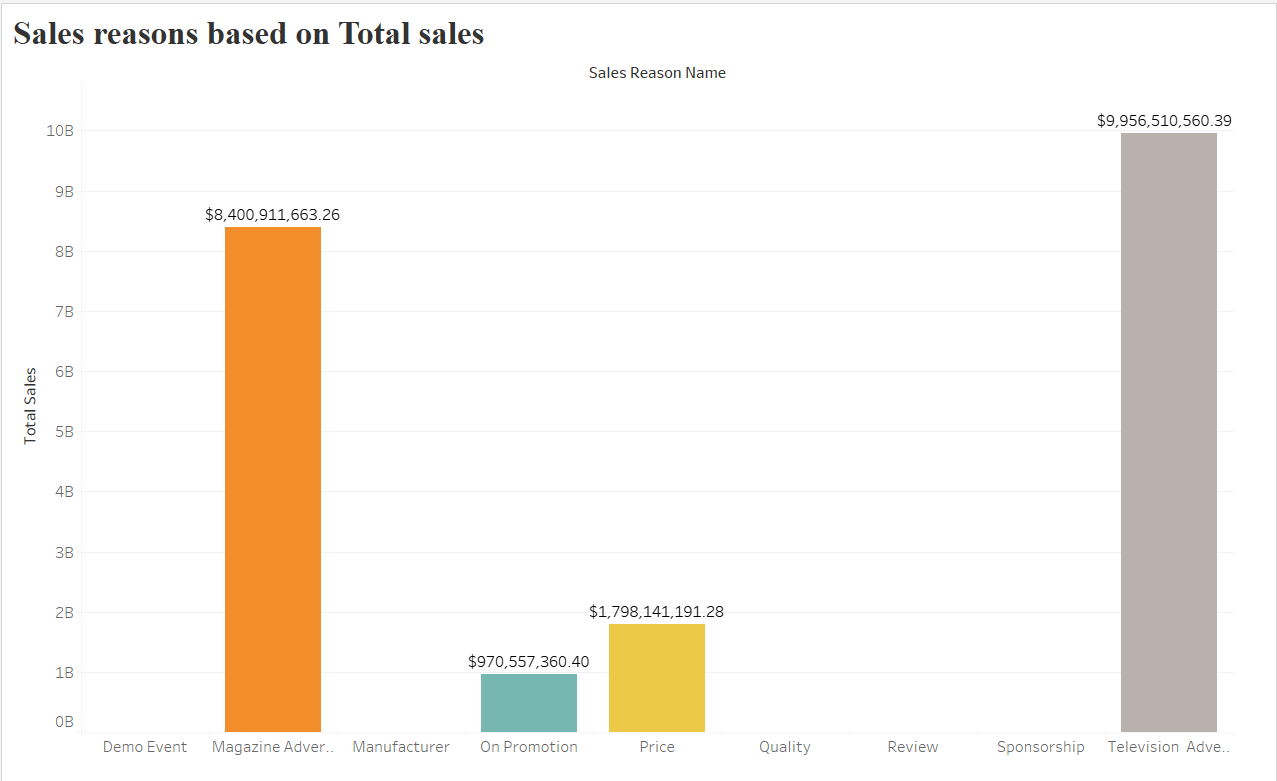 Sales reasons based on Total sales
Sales Reason Name
$9,956,510,560.39
10B
9B
$8,400,911,663.26
8B
7B
6B
Total Sales
5B
4B
3B
2B
$1,798,141,191.28
$970,557,360.40
1B
0B
Demo Event Magazine Adver.. Manufacturer On Promotion Price Quality Review Sponsorship Television Adve..